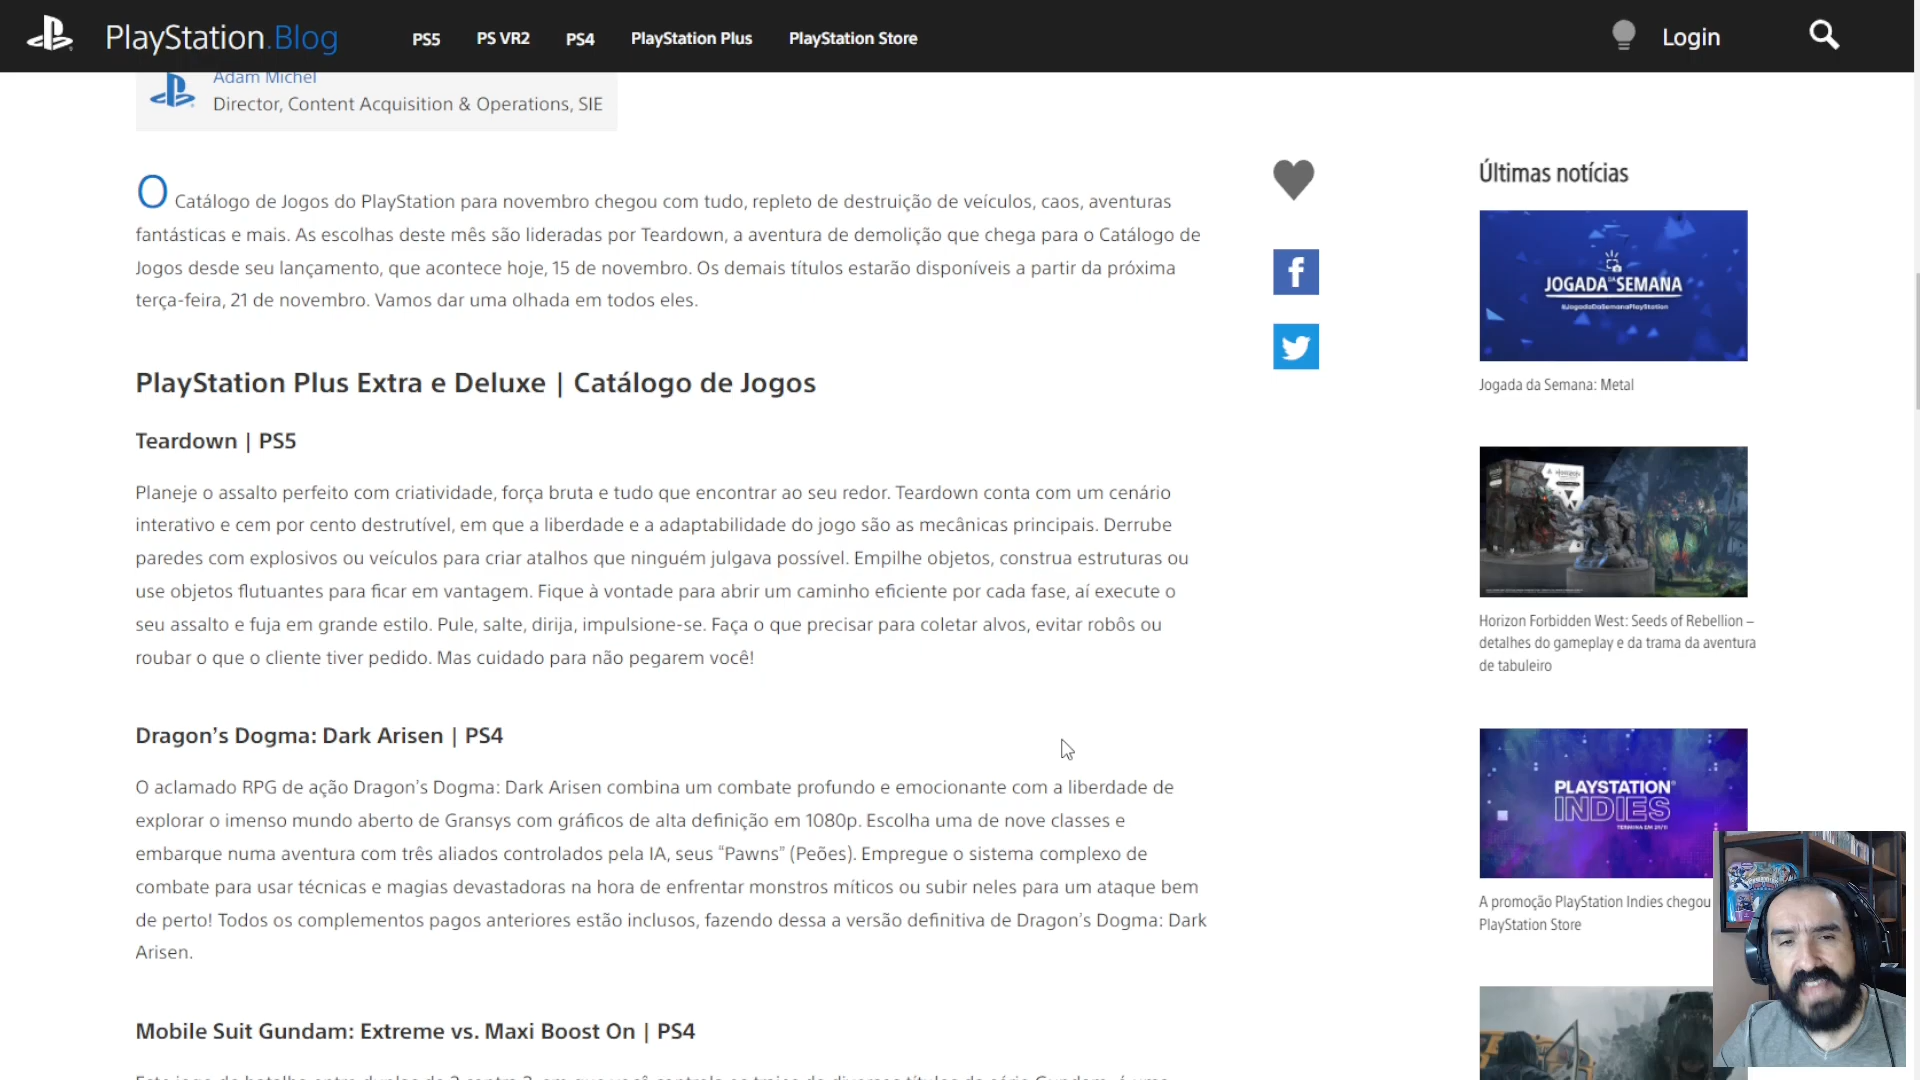 PlayStation.Blog
PS5
PS VR2
PS4
PlayStation Plus
PlayStation Store
Login
Adam Michel
Director, Content Acquisition & Operations, SIE
O Catálogo de Jogos do PlayStation para novembro chegou com tudo, repleto de destruição de veículos, caos, aventuras
fantásticas e mais. As escolhas deste mês são lideradas por Teardown, a aventura de demolição que chega para o Catálogo de
Jogos desde seu lançamento, que acontece hoje, 15 de novembro. Os demais títulos estarão disponíveis a partir da próxima
terça-feira, 21 de novembro. Vamos dar uma olhada em todos eles.
PlayStation Plus Extra e Deluxe | Catálogo de Jogos
Teardown | PS5
Planeje o assalto perfeito com criatividade, força bruta e tudo que encontrar ao seu redor. Teardown conta com um cenário
interativo e cem por cento destrutível, em que a liberdade e a adaptabilidade do jogo são as mecânicas principais. Derrube
paredes com explosivos ou veículos para criar atalhos que ninguém julgava possível. Empilhe objetos, construa estruturas ou
use objetos flutuantes para ficar em vantagem. Fique à vontade para abrir um caminho eficiente por cada fase, aí execute o
seu assalto e fuja em grande estilo. Pule, salte, dirija, impulsione-se. Faça o que precisar para coletar alvos, evitar robôs ou
roubar o que o cliente tiver pedido. Mas cuidado para não pegarem você!
Dragon's Dogma: Dark Arisen | PS4
O aclamado RPG de ação Dragon's Dogma: Dark Arisen combina um combate profundo e emocionante com a liberdade de
explorar o imenso mundo aberto de Gransys com gráficos de alta definição em 1080p. Escolha uma de nove classes e
embarque numa aventura com três aliados controlados pela IA, seus "Pawns" (Peões). Empregue o sistema complexo de
combate para usar técnicas e magias devastadoras na hora de enfrentar monstros míticos ou subir neles para um ataque bem
de perto! Todos os complementos pagos anteriores estão inclusos, fazendo dessa a versão definitiva de Dragon's Dogma: Dark
Arisen.
Mobile Suit Gundam: Extreme vs. Maxi Boost On | PS4
Últimas notícias
JOGADA DA SEMANA
#JogadaDaSemanaPlayStation
Jogada da Semana: Metal
Horizon Forbidden West: Seeds of Rebellion –
detalhes do gameplay e da trama da aventura
de tabuleiro
PLAYSTATION
INDIES
TERMINA EM 29/11
A promoção PlayStation Indies chegou
PlayStation Store